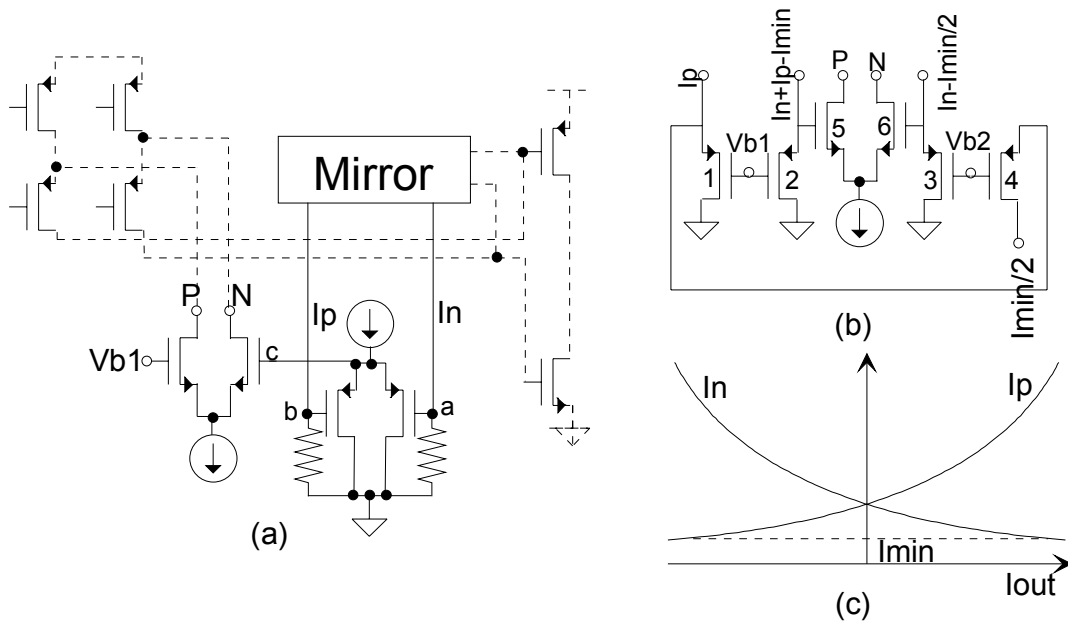 Mirror
Ip
In
P
N
Vb1
c
b
a
(a)
Ip
In+Ip-Imin
P
N
In-Imin/2
Vb1
Vb2
1
2
5
6
3
4
Imin/2
(b)
In
Ip
Imin
Iout
(c)